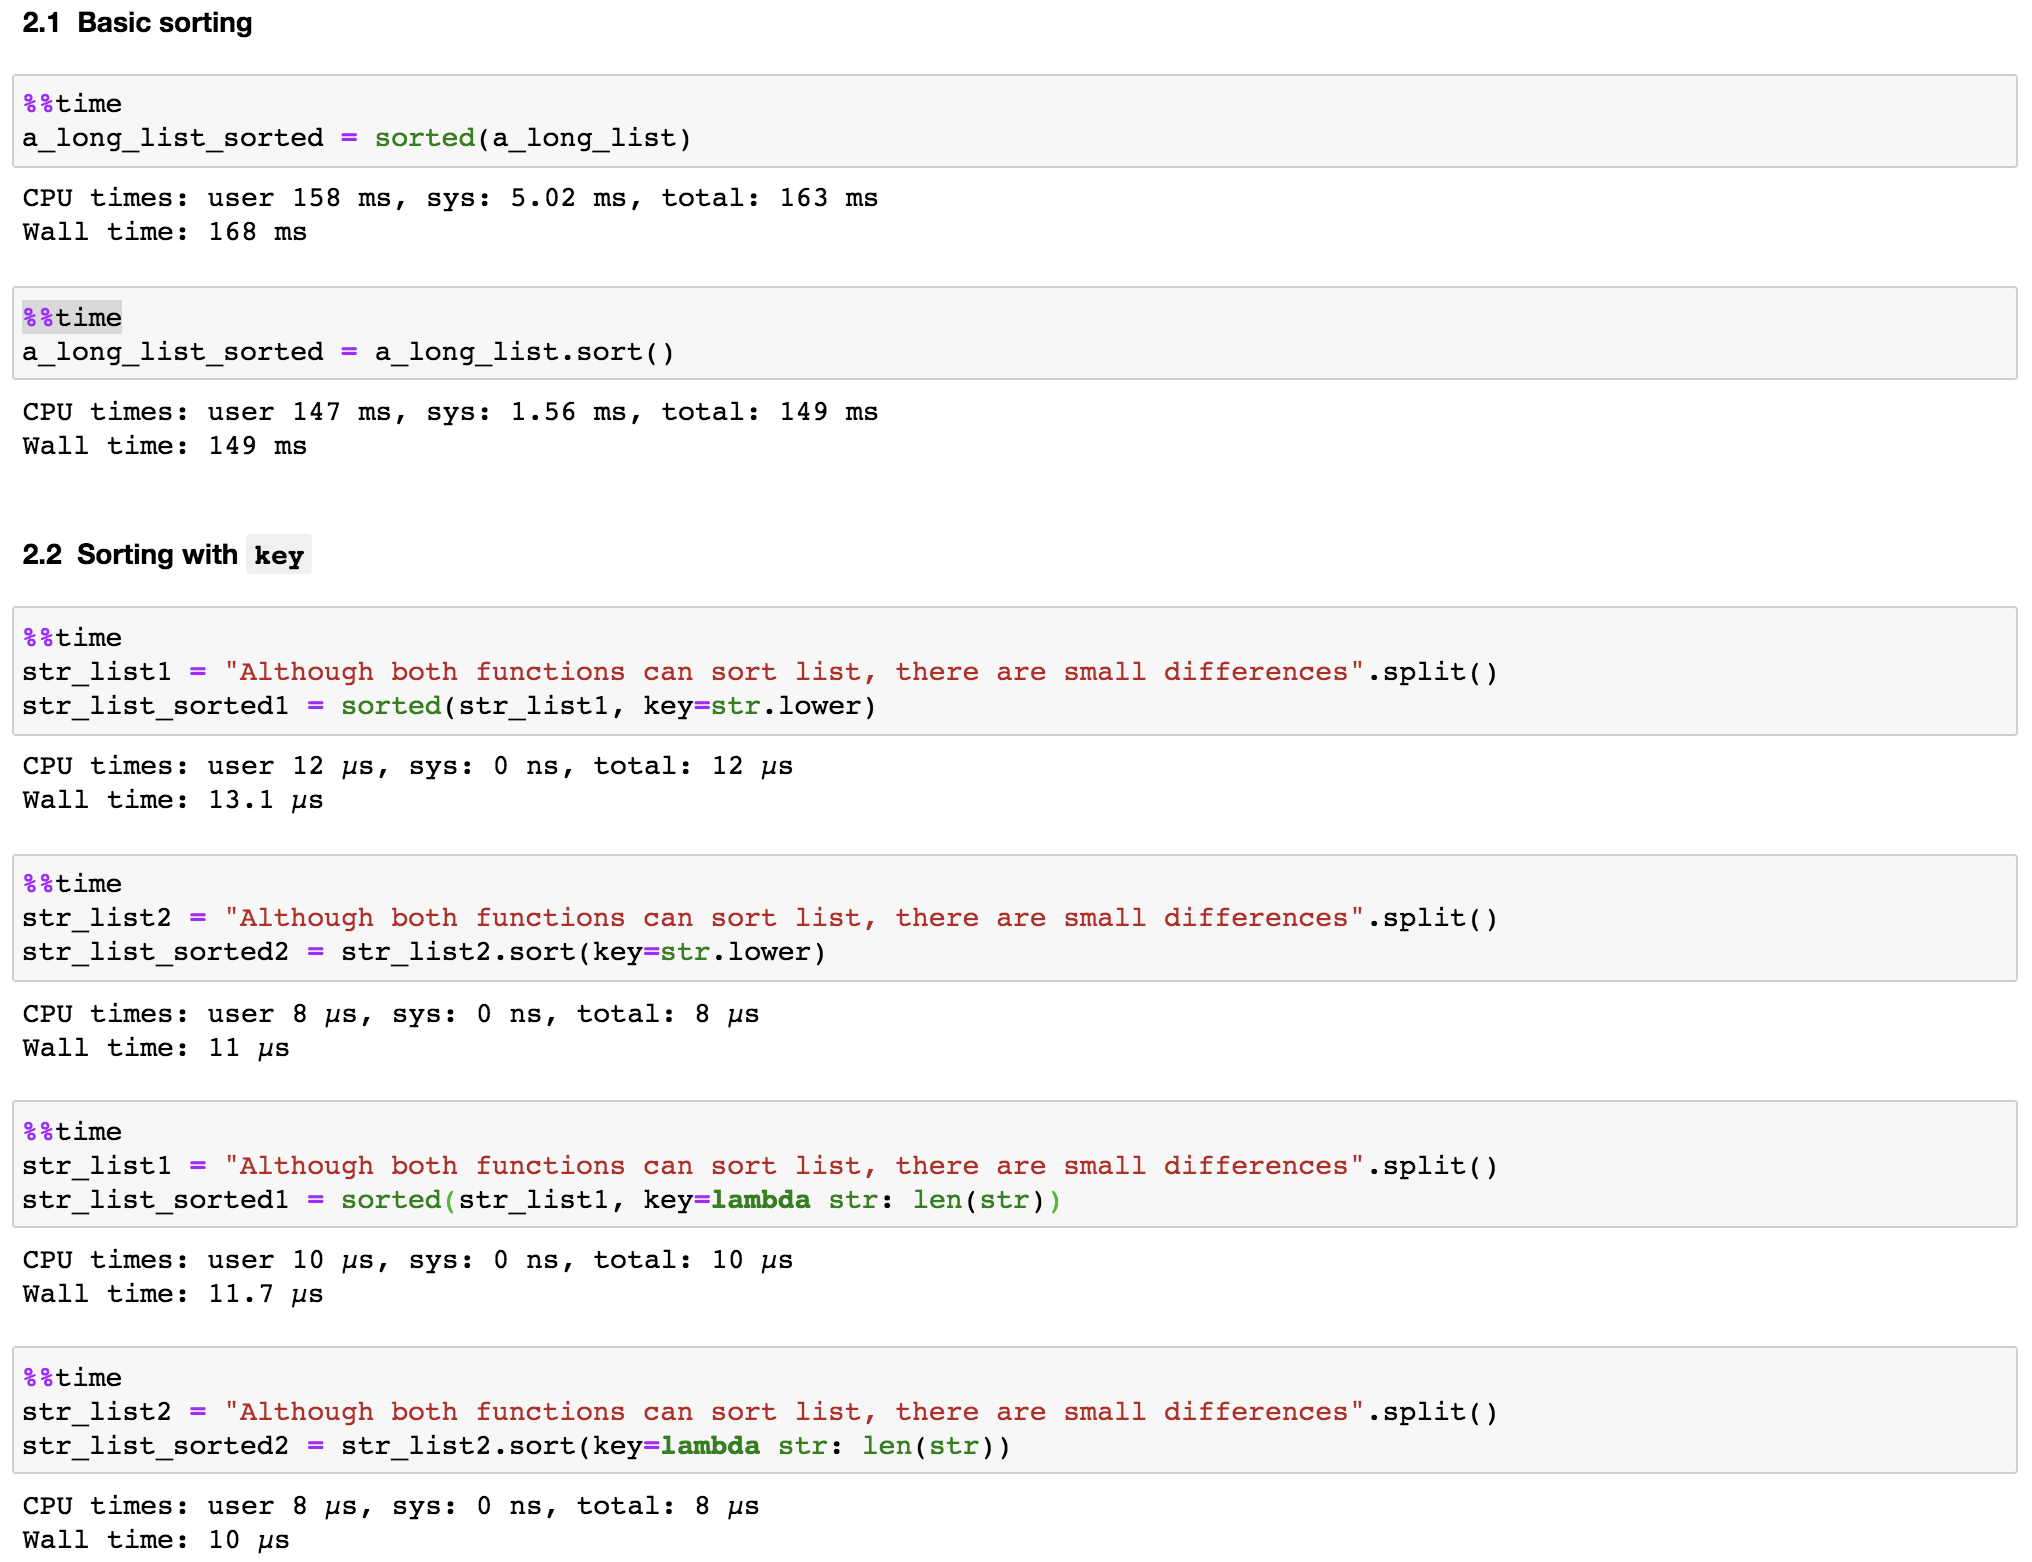 2.1 Basic sorting
%%time
a_long_list_sorted = sorted(a_long_list)
CPU times: user 158 ms, sys: 5.02 ms, total: 163 ms
Wall time: 168 ms
%%time
a_long_list_sorted = a_long_list.sort()
CPU times: user 147 ms, sys: 1.56 ms, total: 149 ms
Wall time: 149 ms
2.2 Sorting with key
%%time
str_list1 = "Although both functions can sort list, there are small differences".split()
str_list_sorted1 = sorted(str_list1, key=str.lower)
CPU times: user 12 µs, sys: 0 ns, total: 12 µs
Wall time: 13.1 µs
%%time
str_list2 = "Although both functions can sort list, there are small differences".split()
str_list_sorted2 = str_list2.sort(key=str.lower)
CPU times: user 8 µs, sys: 0 ns, total: 8 µs
Wall time: 11 µs
%%time
str_list1 = "Although both functions can sort list, there are small differences".split()
str_list_sorted1 = sorted(str_list1, key=lambda str: len(str))
CPU times: user 10 µs, sys: 0 ns, total: 10 µs
Wall time: 11.7 µs
%%time
str_list2 = "Although both functions can sort list, there are small differences".split()
str_list_sorted2 = str_list2.sort(key=lambda str: len(str))
CPU times: user 8 µs, sys: 0 ns, total: 8 µs
Wall time: 10 µs